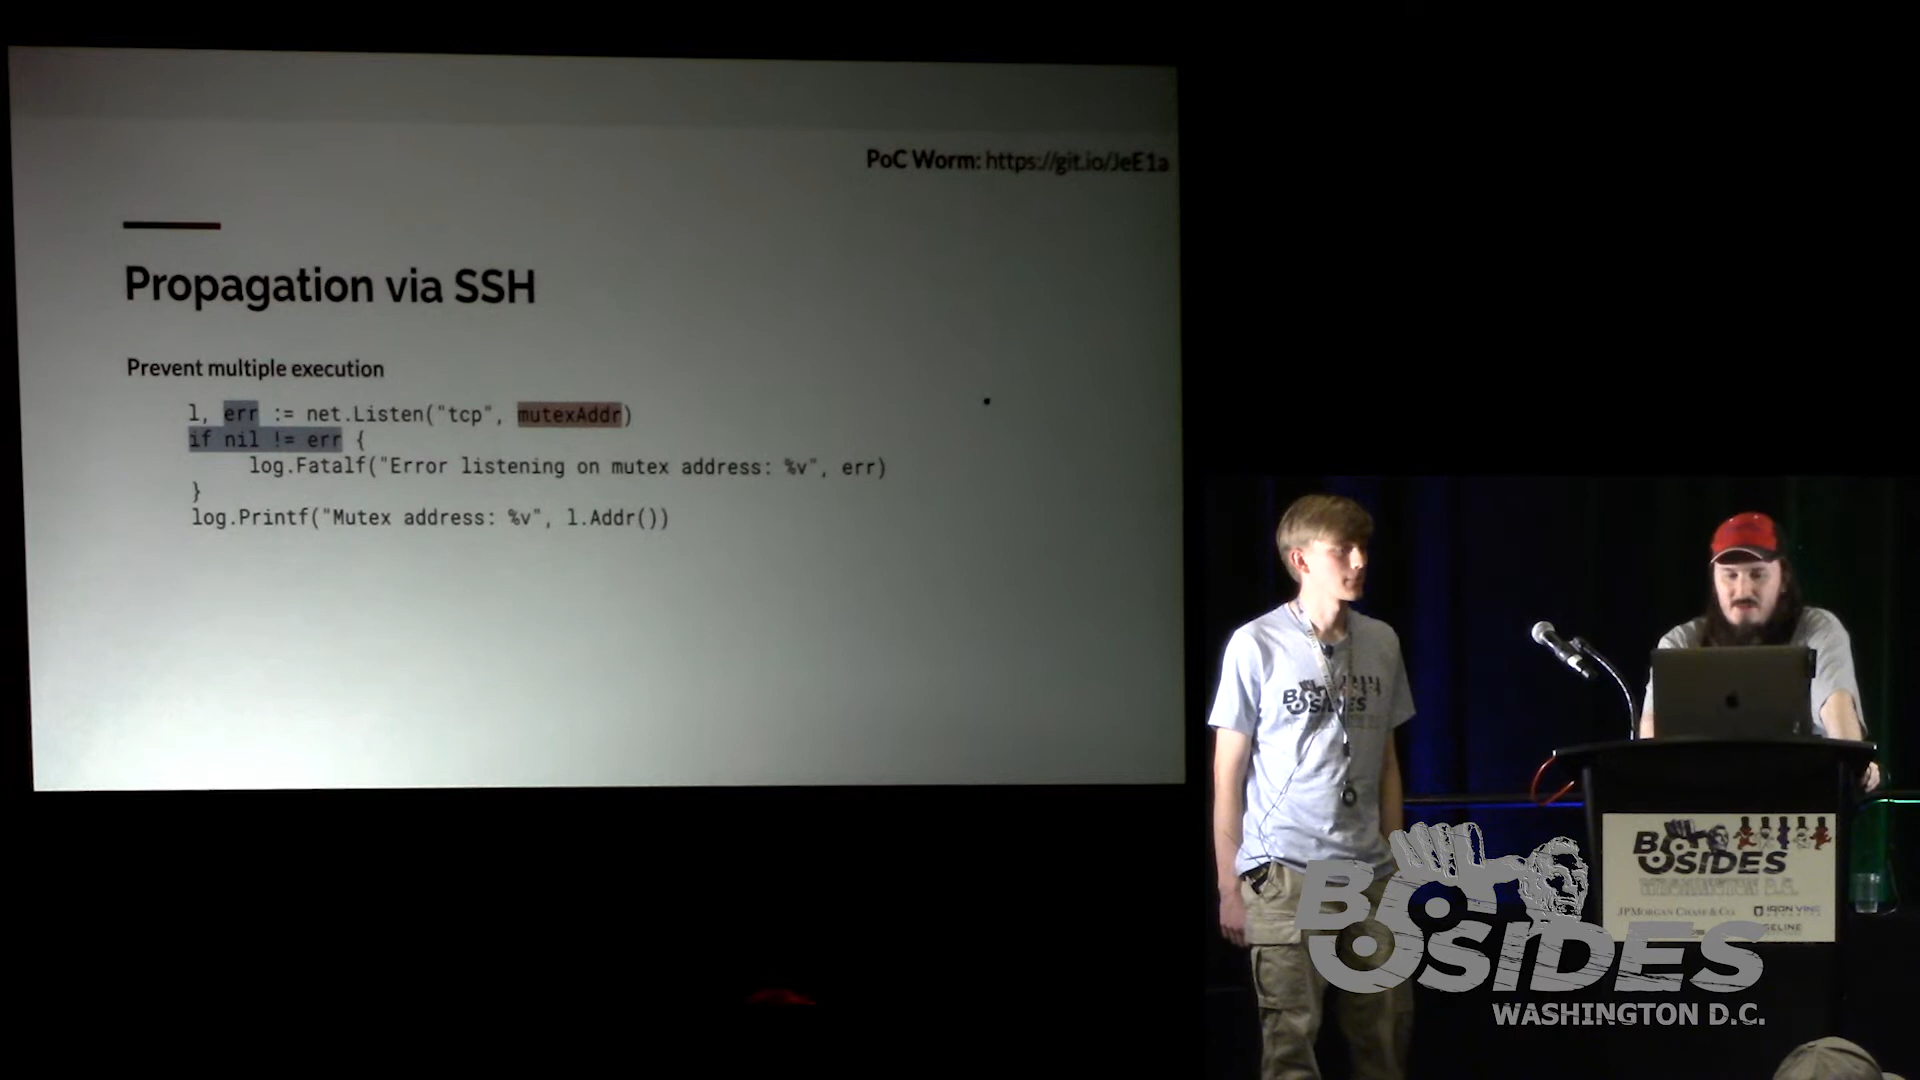 PoC Worm: https://git.io/JeE1a
Propagation via SSH
Prevent multiple execution
l, err := net.Listen("tcp", mutexAddr)
if nil != err {
log.Fatalf("Error listening on mutex address: %v", err)
}
log.Printf("Mutex address: %v", l.Addr())
BSIDES
BSIDES
WASHINGTON D.C.
JPMORGAN CHASE & CO.
IRON VINE
BSIDES
WASHINGTON D.C.